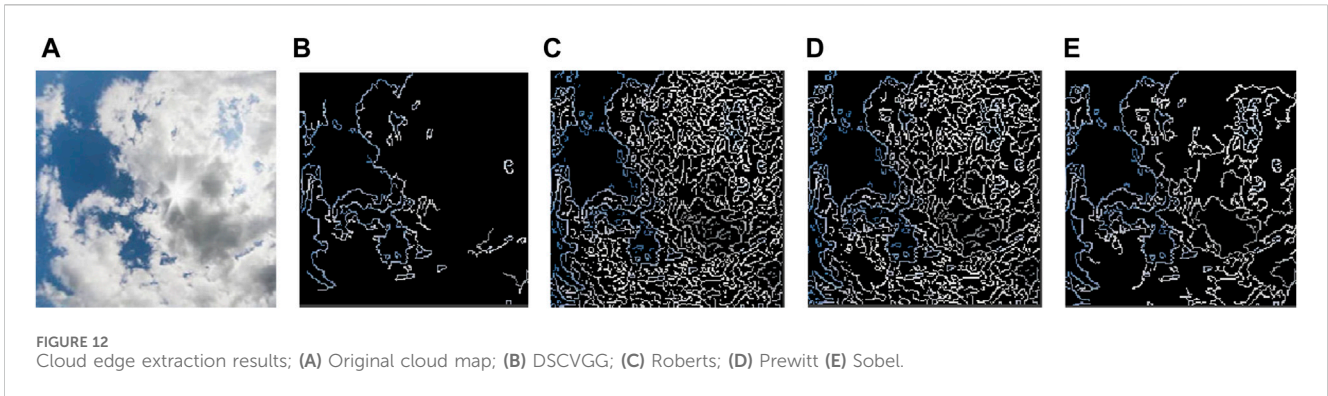 A B C D E
FIGURE 12
Cloud edge extraction results; (A) Original cloud map; (B) DSCVGG; (C) Roberts; (D) Prewitt (E) Sobel.